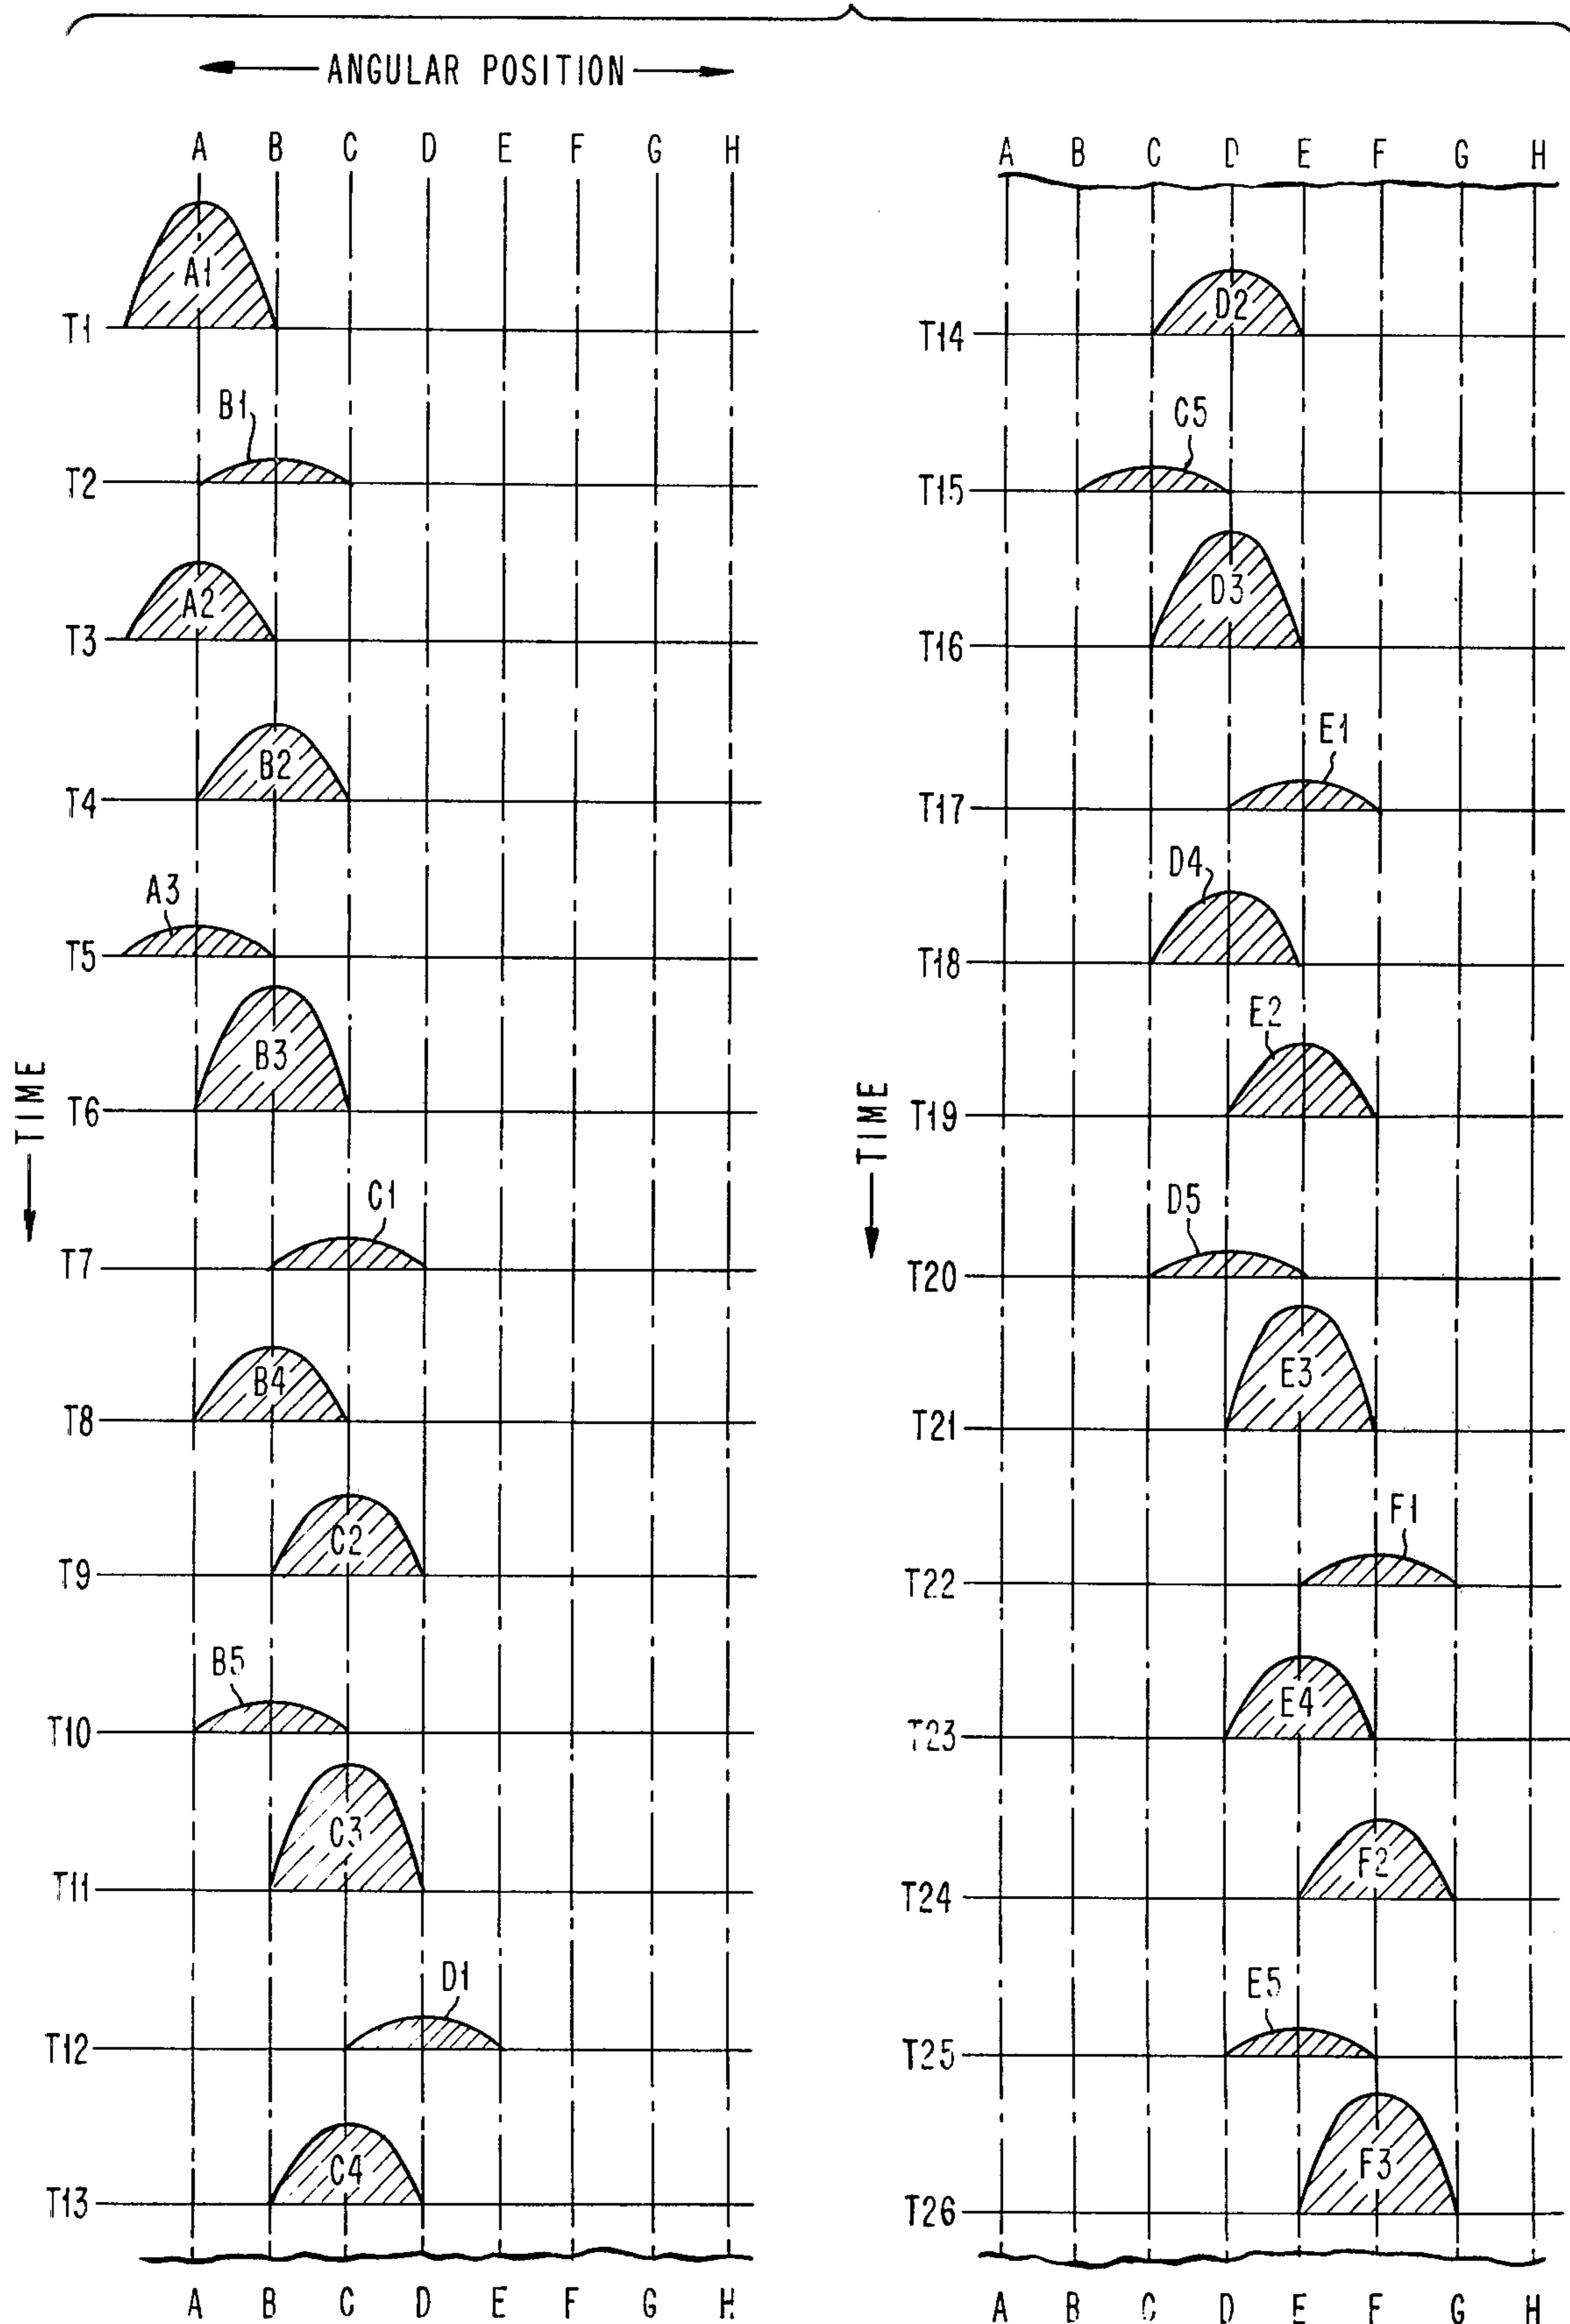 ANGULAR POSITION
A B C D E F G H
A1
T1
B1
T2
A2
T3
B2
T4
A3
T5
B3
TIME
T6
C1
T7
B4
T8
C2
T9
B5
T10
C3
T11
D1
T12
C4
T13
A B C D E F G H
A B C D E F G H
D2
T14
C5
T15
D3
T16
E1
T17
D4
T18
E2
TIME
T19
D5
T20
E3
T21
F1
T22
E4
T23
F2
T24
E5
T25
F3
T26
A B C D E F G H